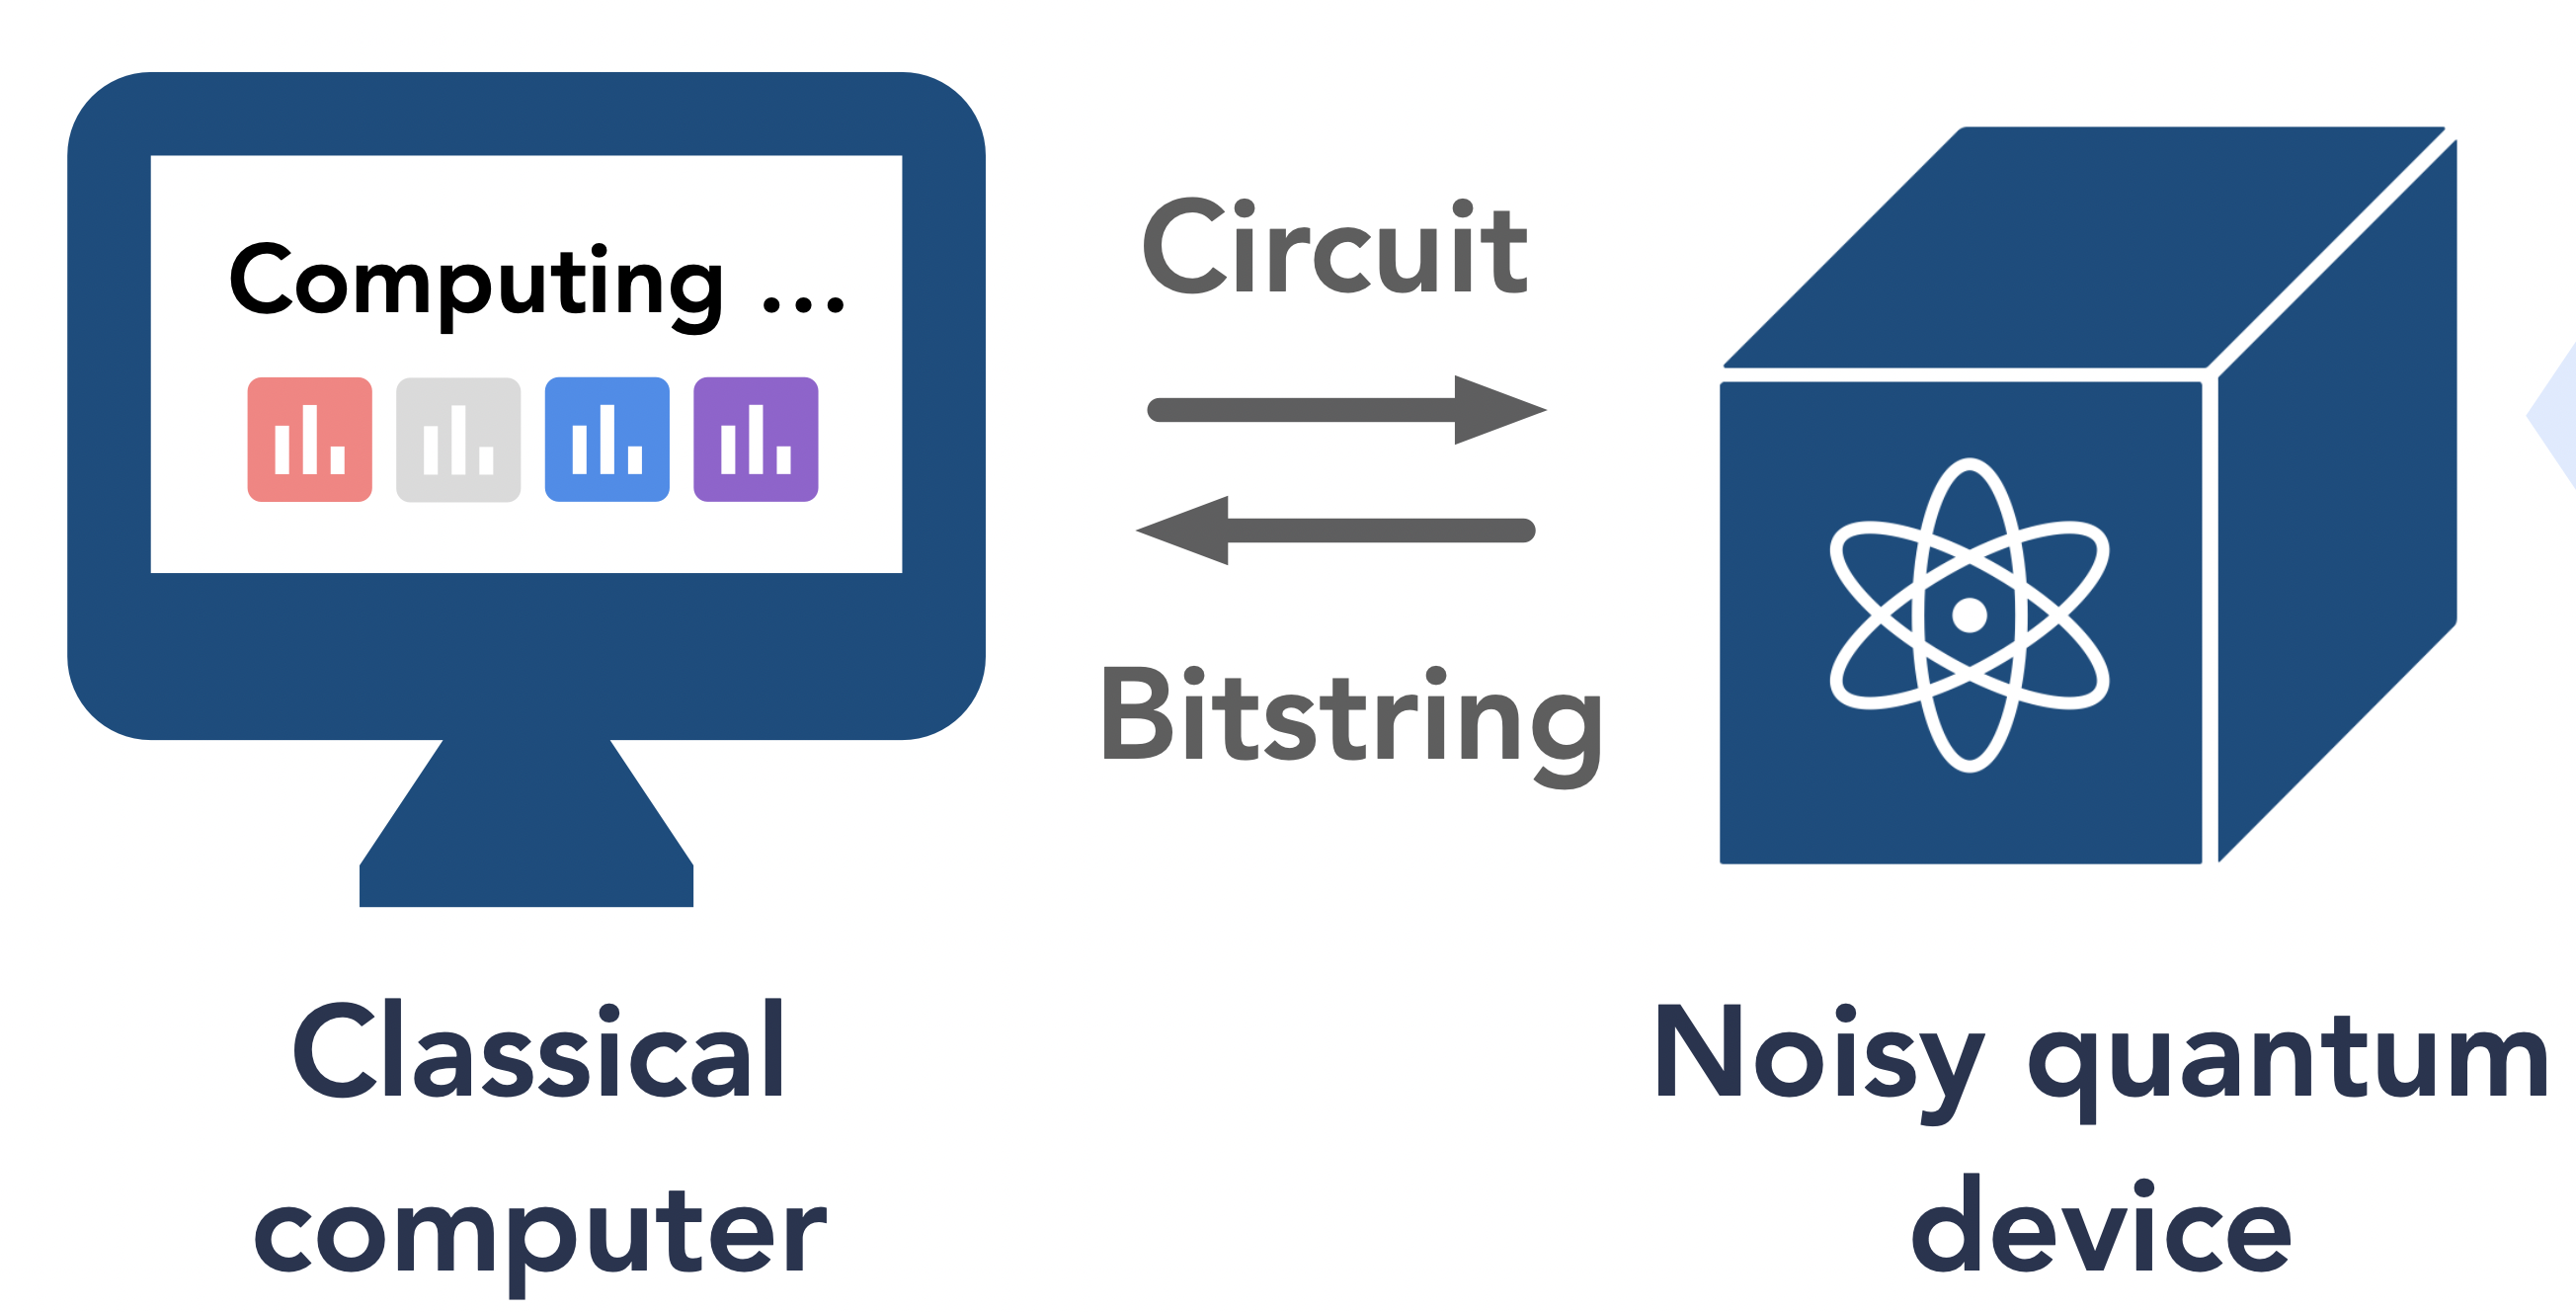 Computing ...
Circuit
Bitstring
Classical
computer
Noisy quantum
device